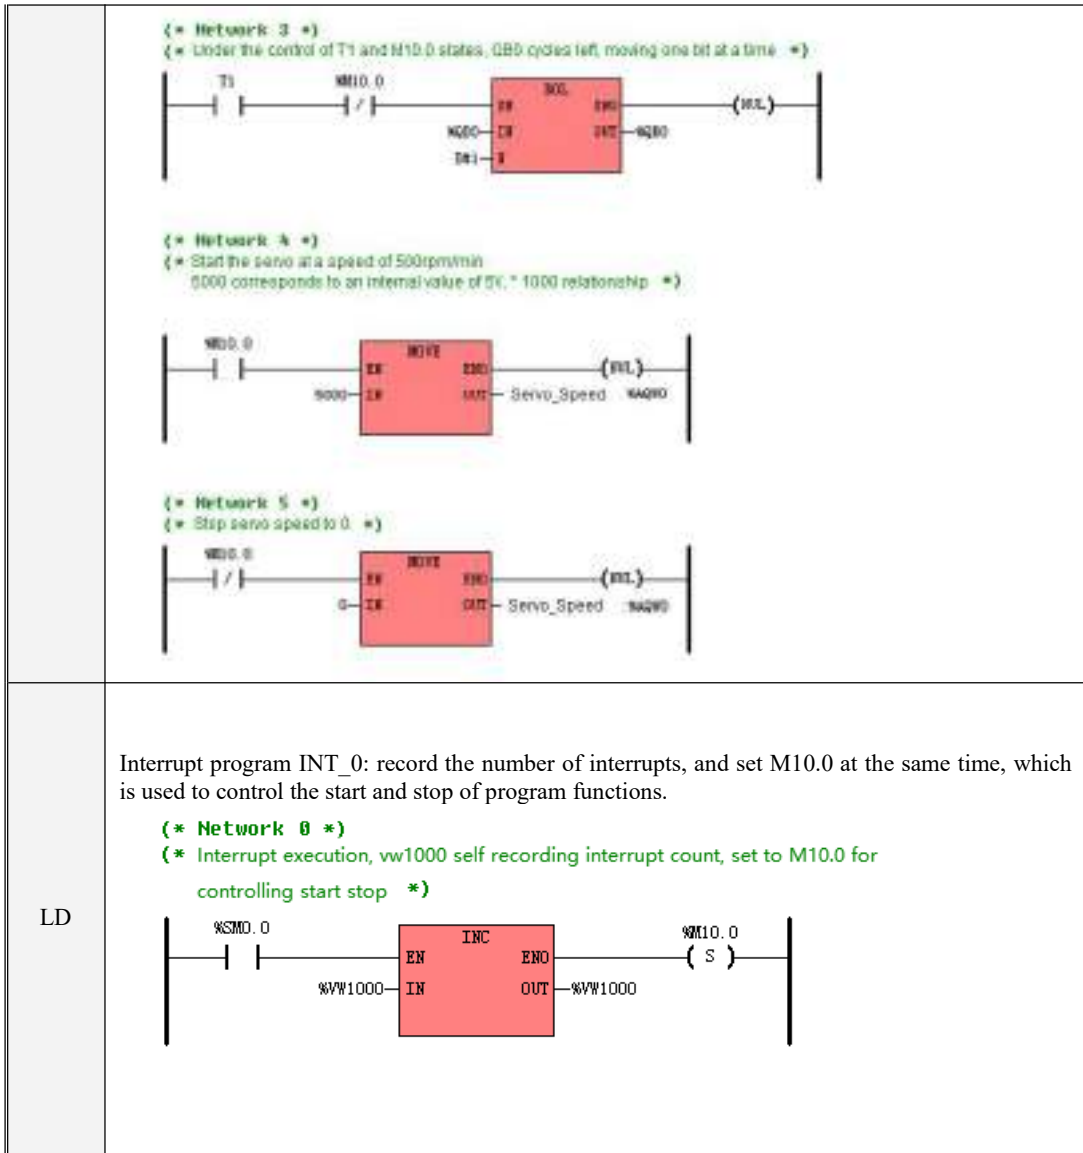 (* Network 3 *)
(* Under the control of T1 and M10.0 states, QB0 cycles left, moving one bit at a time *)
T1 %M10.0
ROL
EN ENO (NUL)
%QB0 IN OUT %QB0
N
(* Network 4 *)
(* Start the servo at a speed of 500rpm/min
5000 corresponds to an internal value of 5V, * 1000 relationship *)
%M10.0
MOVE
EN ENO (NUL)
5000 IN OUT Servo_Speed %AQW0
(* Network 5 *)
(* Stop servo speed to 0. *)
%M10.0
MOVE
EN ENO (NUL)
0 IN OUT Servo_Speed %AQW0
LD
Interrupt program INT_0: record the number of interrupts, and set M10.0 at the same time, which
is used to control the start and stop of program functions.
(* Network 0 *)
(* Interrupt execution, vw1000 self recording interrupt count, set to M10.0 for
controlling start stop *)
%SM0.0 INC %M10.0
EN ENO ( S )
%VW1000 IN OUT %VW1000